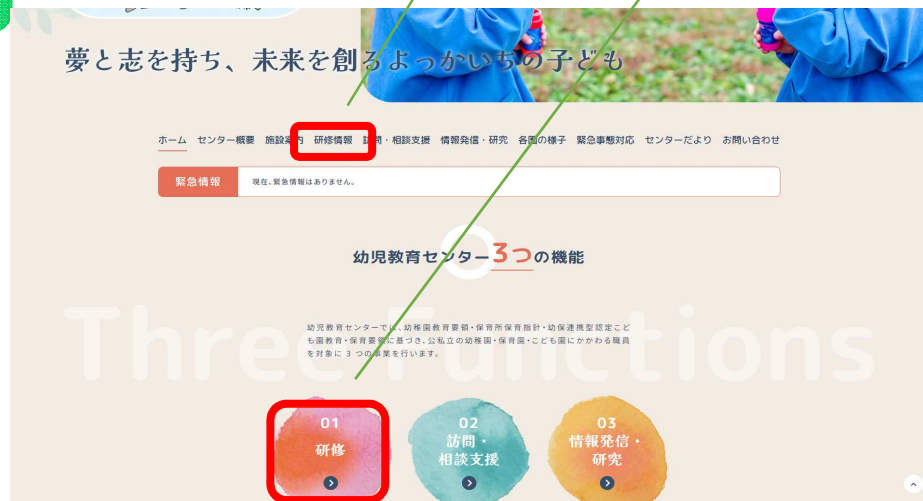 夢と志を持ち、未来を創るよっかいちの子ども
ホーム センター概要 施設案内 研修情報 訪問・相談支援 情報発信・研究 各園の様子 緊急事態対応 センターだより お問い合わせ
緊急情報 現在、緊急情報はありません。
幼児教育センター3つの機能
Three Functions
幼児教育センターでは、幼稚園教育要領・保育所保育指針・幼保連携型認定こど
も園教育・保育要領に基づき、公私立の幼稚園・保育園・こども園にかかわる職員
を対象に 3 つの事業を行います。
01
研修
02
訪問・
相談支援
03
情報発信・
研究